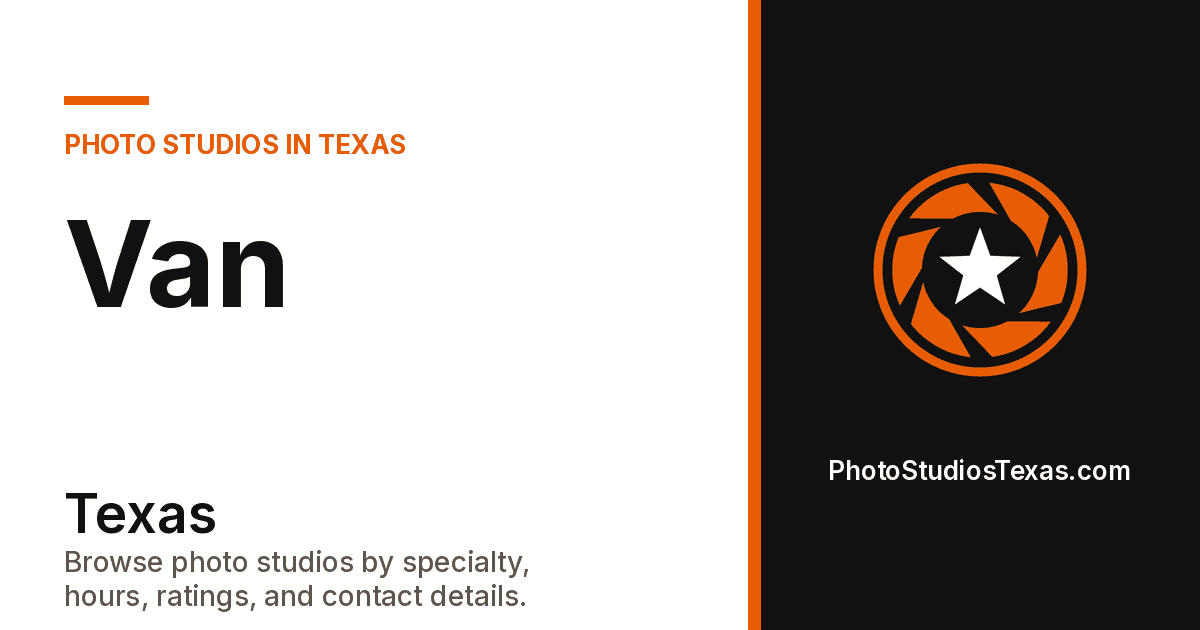 PHOTO STUDIOS IN TEXAS
Van
Texas
Browse photo studios by specialty,
hours, ratings, and contact details.
PhotoStudiosTexas.com